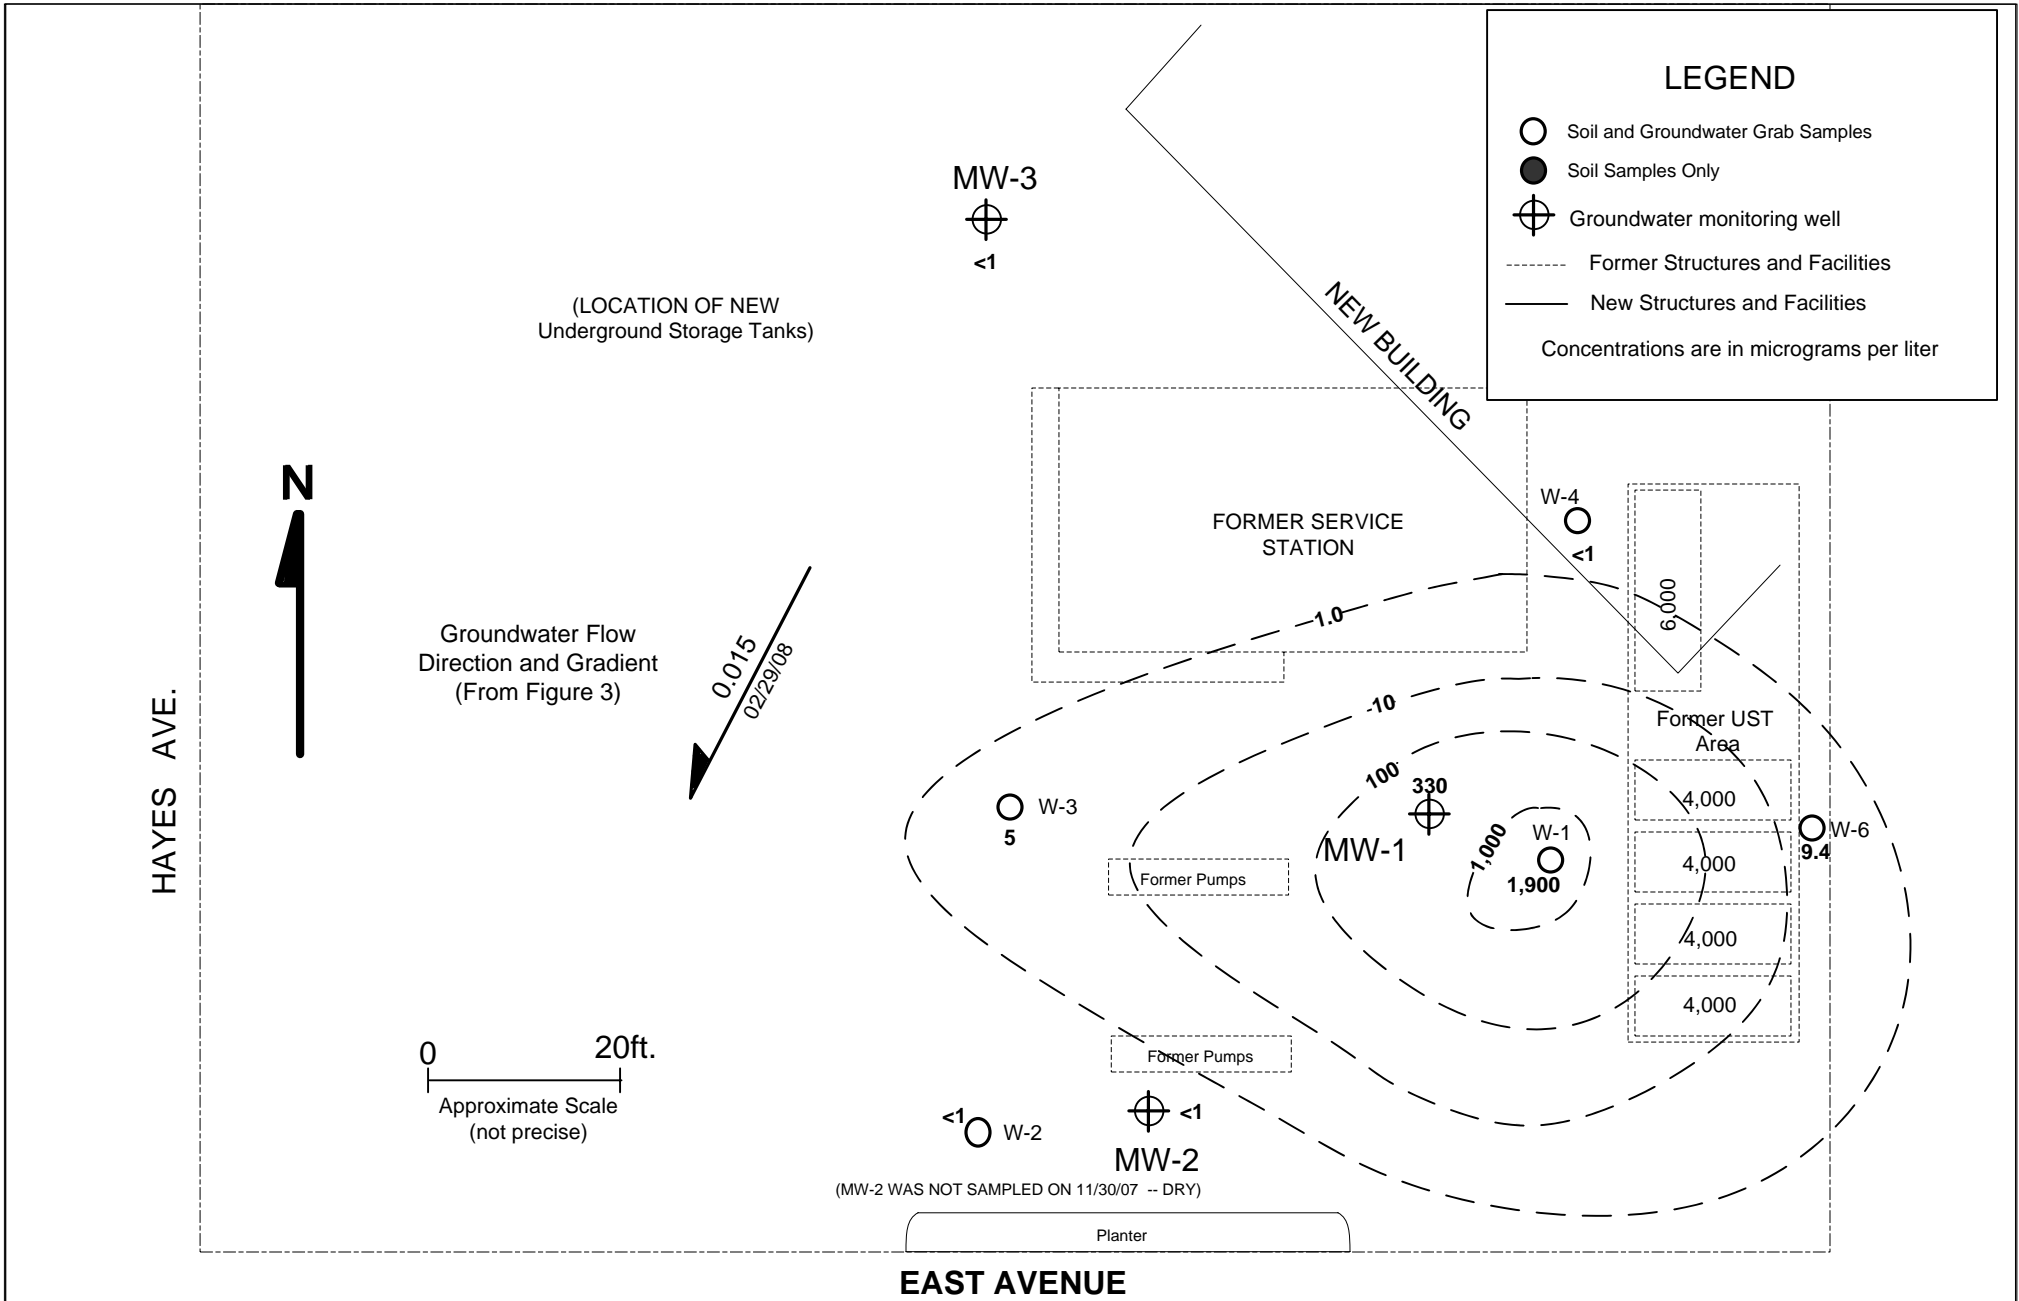 LEGEND
Soil and Groundwater Grab Samples
Soil Samples Only
Groundwater monitoring well
Former Structures and Facilities
New Structures and Facilities
Concentrations are in micrograms per liter
MW-3
<1
(LOCATION OF NEW
Underground Storage Tanks)
NEW BUILDING
N
FORMER SERVICE
STATION
W-4
<1
6,000
1.0
Groundwater Flow
Direction and Gradient
(From Figure 3)
0.015
02/29/08
HAYES AVE.
10
Former UST
Area
100
330
MW-1
1,000
W-1
1,900
4,000
4,000
4,000
4,000
W-6
9.4
W-3
5
Former Pumps
Former Pumps
0 20ft.
Approximate Scale
(not precise)
<1
W-2
<1
MW-2
(MW-2 WAS NOT SAMPLED ON 11/30/07 -- DRY)
Planter
EAST AVENUE